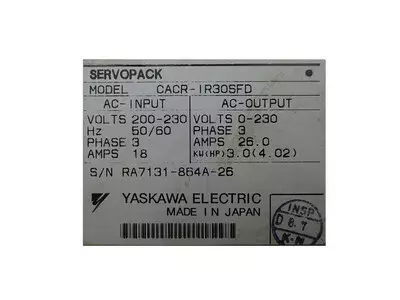 SERVOPACK
MODEL CACR-IR30SFD
AC-INPUT AC-OUTPUT
VOLTS 200-230 VOLTS 0-230
Hz 50/60 PHASE 3
PHASE 3 AMPS 26.0
AMPS 18 KW(HP) 3.0(4.02)
S/N RA7131-864A-26
YASKAWA ELECTRIC
MADE IN JAPAN
INSP
D 8.7
K-N